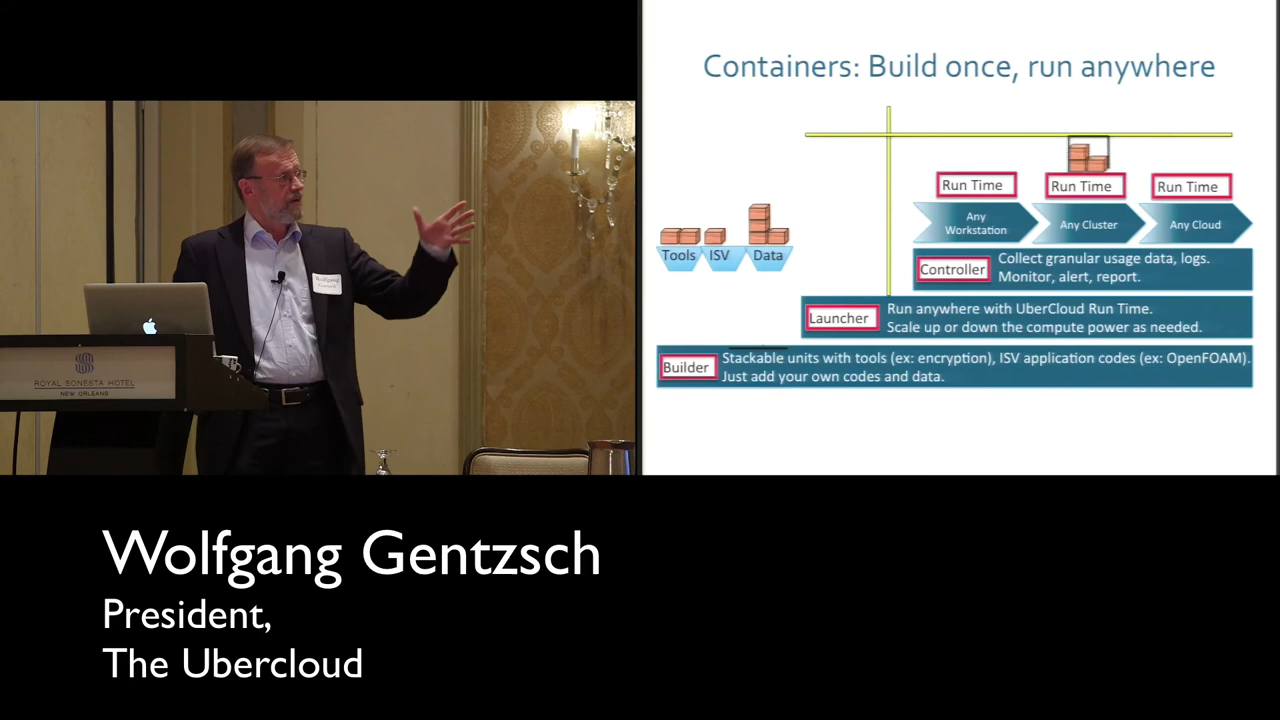 Containers: Build once, run anywhere
Run Time
Run Time
Run Time
Any
Workstation
Any Cluster
Any Cloud
Tools
ISV
Data
Controller
Collect granular usage data, logs.
Monitor, alert, report.
Launcher
Run anywhere with UberCloud Run Time.
Scale up or down the compute power as needed.
Builder
Stackable units with tools (ex: encryption), ISV application codes (ex: OpenFOAM).
Just add your own codes and data.
Wolfgang
ROYAL SONESTA HOTEL
NEW ORLEANS
Wolfgang Gentzsch
President,
The Ubercloud